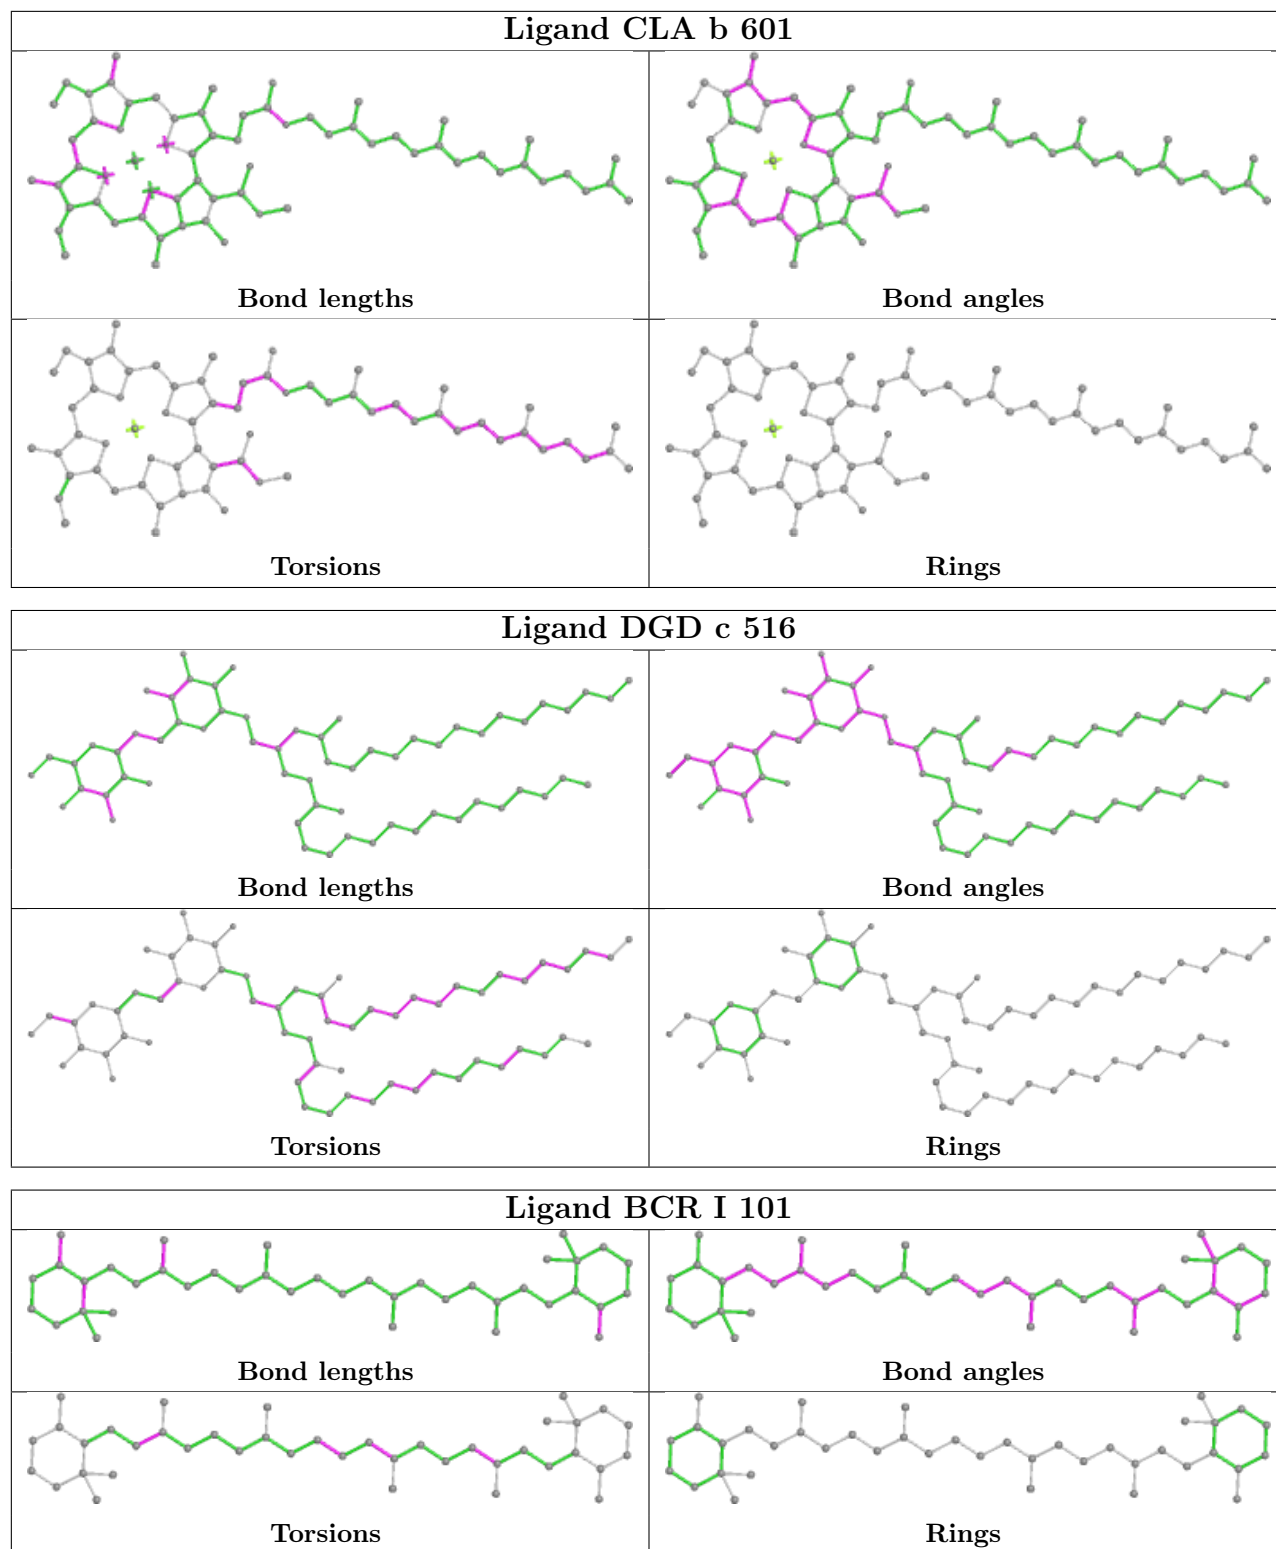 Ligand CLA b 601
Bond lengths
Bond angles
Torsions
Rings
Ligand DGD c 516
Bond lengths
Bond angles
Torsions
Rings
Ligand BCR I 101
Bond lengths
Bond angles
Torsions
Rings